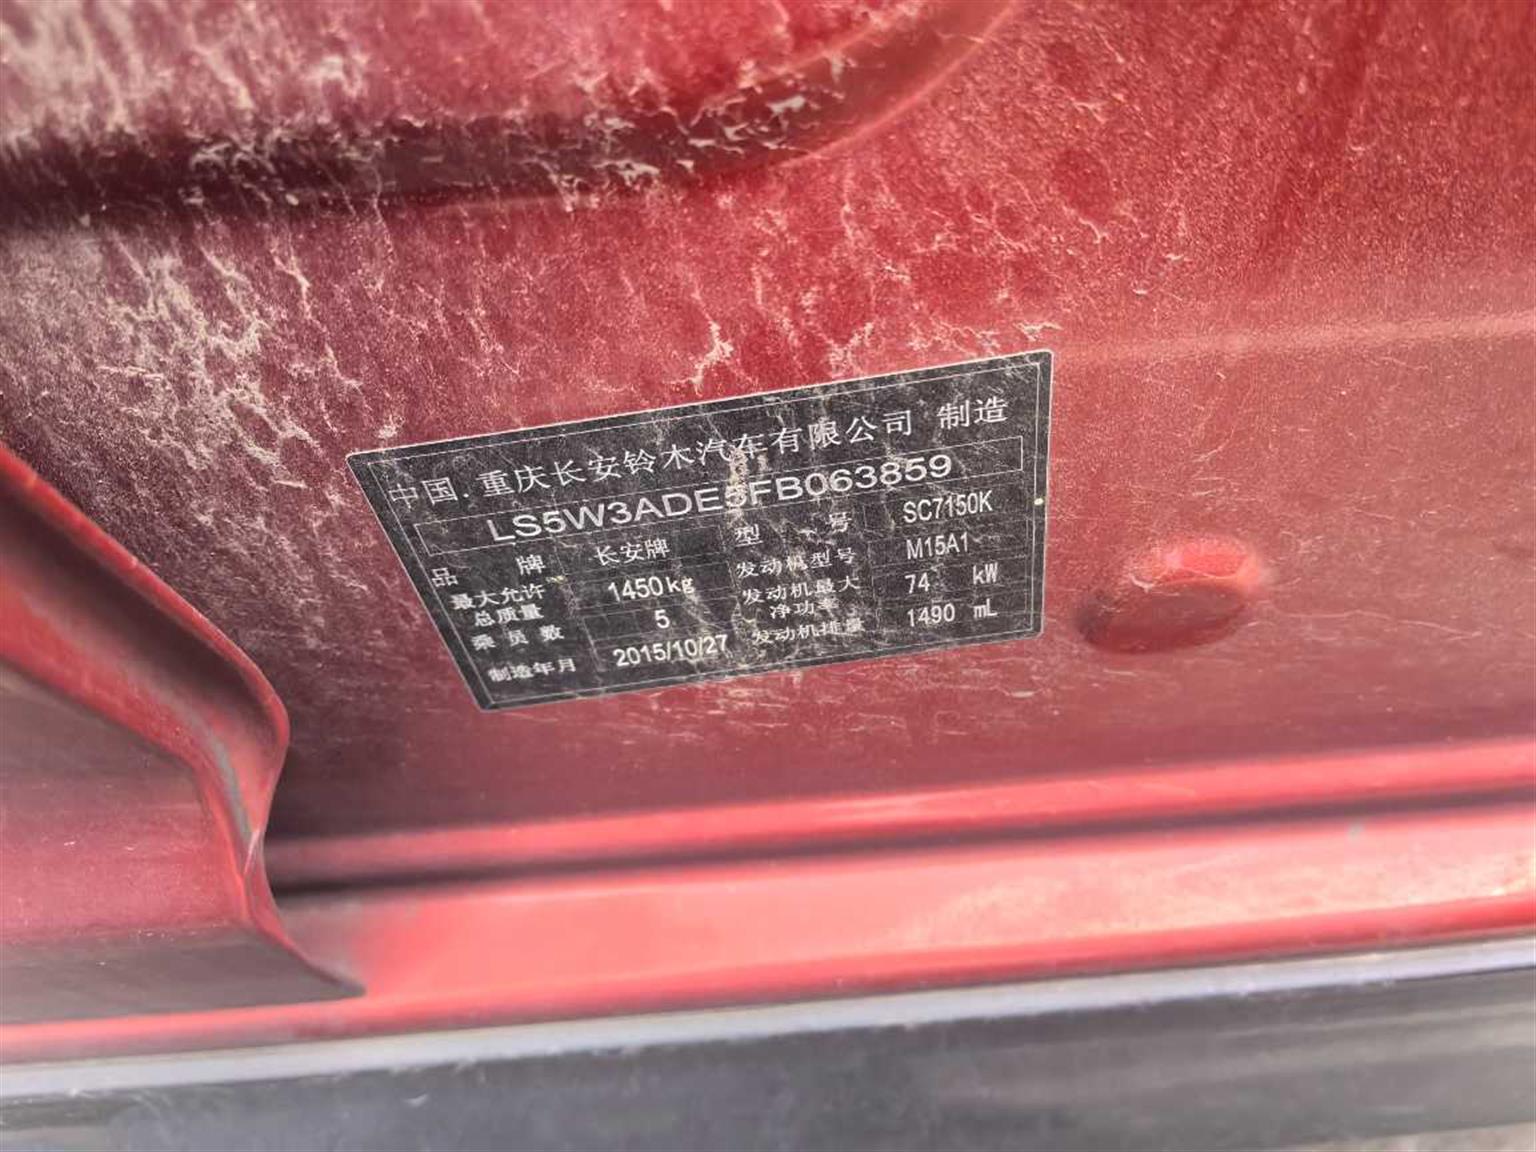 中国.重庆长安铃木汽车有限公司 制造
LS5W3ADE5FB063859
品牌 长安牌 型号 SC7150K
最大允许总质量 1450kg 发动机型号 M15A1
乘员数 5 发动机最大净功率 74 kW
制造年月 2015/10/27 发动机排量 1490 mL